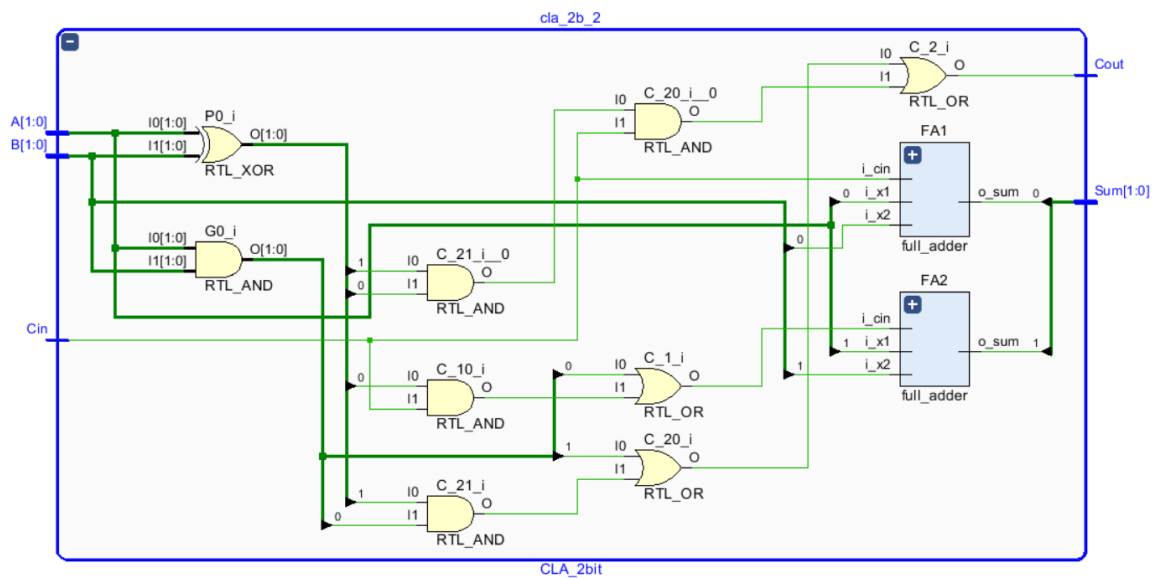 cla_2b_2
A[1:0]
B[1:0]
Cin
P0_i
I0[1:0]
I1[1:0]
O[1:0]
RTL_XOR
G0_i
I0[1:0]
I1[1:0]
O[1:0]
RTL_AND
C_21_i__0
1 I0
0 I1
O
RTL_AND
C_10_i
0 I0
I1
O
RTL_AND
C_21_i
1 I0
0 I1
O
RTL_AND
C_20_i__0
I0
I1
O
RTL_AND
C_1_i
0 I0
I1
O
RTL_OR
C_20_i
1 I0
I1
O
RTL_OR
C_2_i
I0
I1
O
RTL_OR
FA1
i_cin
0 i_x1
0 i_x2
o_sum 0
full_adder
FA2
i_cin
1 i_x1
1 i_x2
o_sum 1
full_adder
Cout
Sum[1:0]
CLA_2bit